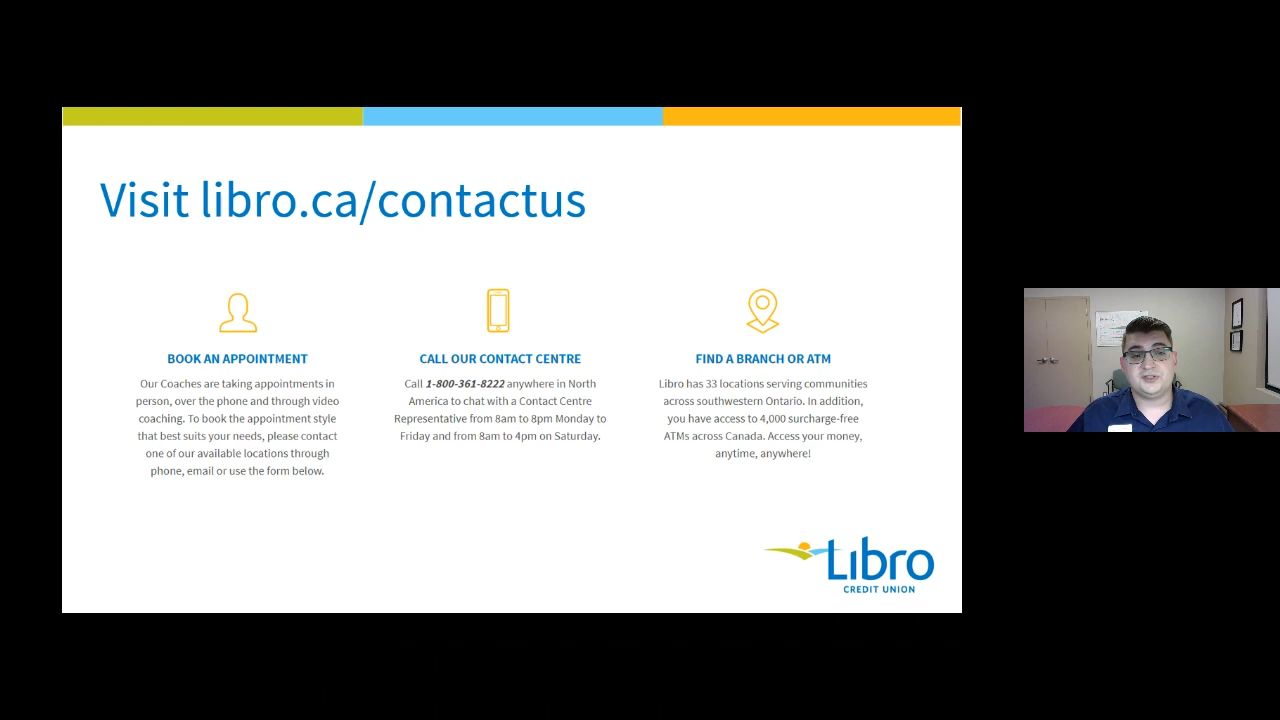 Visit libro.ca/contactus
BOOK AN APPOINTMENT
Our Coaches are taking appointments in
person, over the phone and through video
coaching. To book the appointment style
that best suits your needs, please contact
one of our available locations through
phone, email or use the form below.
CALL OUR CONTACT CENTRE
Call 1-800-361-8222 anywhere in North
America to chat with a Contact Centre
Representative from 8am to 8pm Monday to
Friday and from 8am to 4pm on Saturday.
FIND A BRANCH OR ATM
Libro has 33 locations serving communities
across southwestern Ontario. In addition,
you have access to 4,000 surcharge-free
ATMs across Canada. Access your money,
anytime, anywhere!
Libro
CREDIT UNION